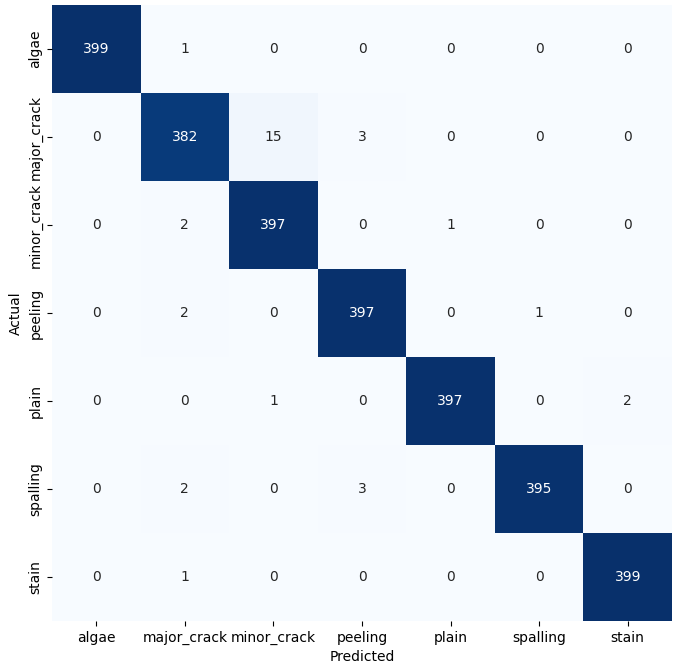 algae 399 1 0 0 0 0 0
major_crack 0 382 15 3 0 0 0
minor_crack 0 2 397 0 1 0 0
peeling 0 2 0 397 0 1 0
plain 0 0 1 0 397 0 2
spalling 0 2 0 3 0 395 0
stain 0 1 0 0 0 0 399
Actual
algae major_crack minor_crack peeling plain spalling stain
Predicted